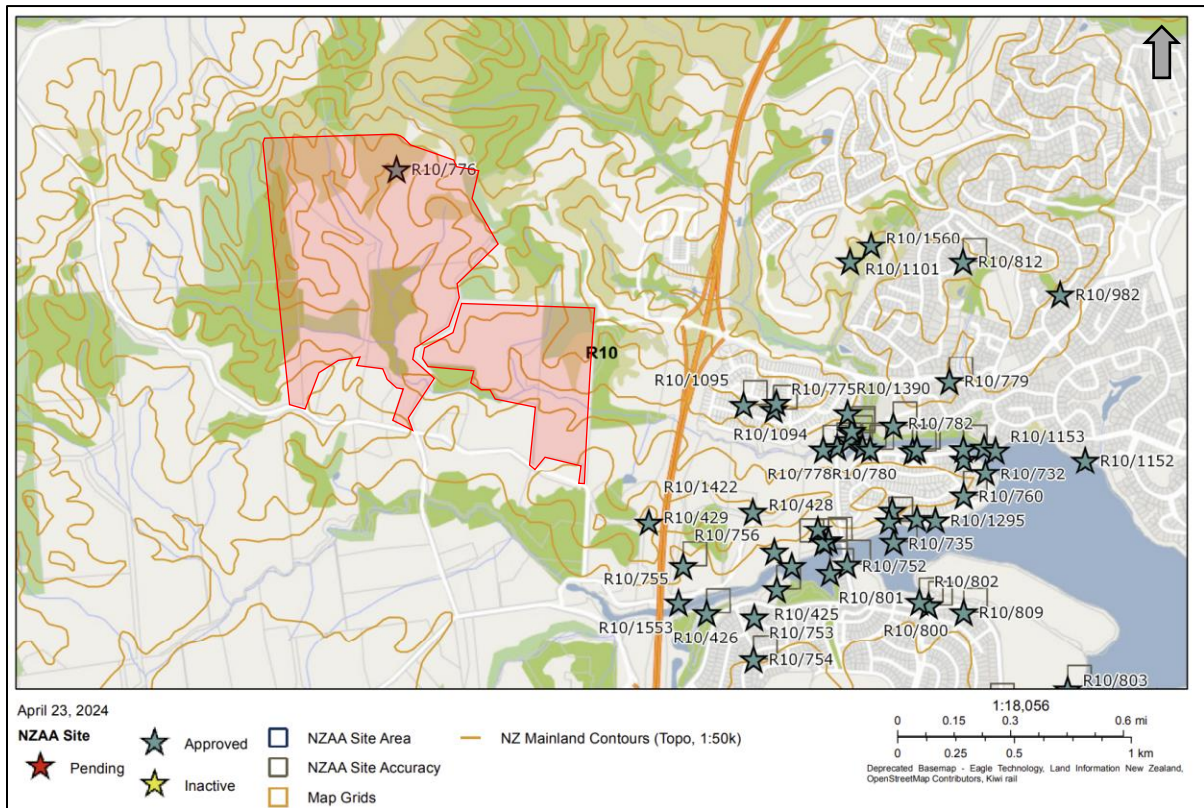 R10/776
R10/1560
R10/1101
R10/812
R10/982
R10
R10/1095
R10/775
R10/1390
R10/779
R10/1094
R10/782
R10/1153
R10/778
R10/780
R10/1152
R10/732
R10/1422
R10/428
R10/760
R10/429
R10/1295
R10/756
R10/735
R10/755
R10/752
R10/801
R10/802
R10/1553
R10/425
R10/809
R10/426
R10/753
R10/800
R10/754
R10/803
April 23, 2024
NZAA Site
Pending
Approved
Inactive
NZAA Site Area
NZAA Site Accuracy
Map Grids
NZ Mainland Contours (Topo, 1:50k)
1:18,056
0 0.15 0.3 0.6 mi
0 0.25 0.5 1 km
Deprecated Basemap - Eagle Technology, Land Information New Zealand,
OpenStreetMap Contributors, Kiwi rail